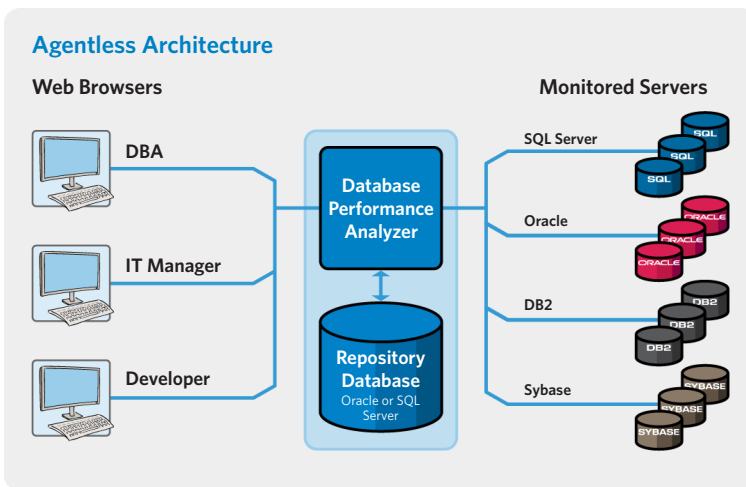 Agentless Architecture
Web Browsers
Monitored Servers
DBA
IT Manager
Developer
Database
Performance
Analyzer
Repository
Database
Oracle or SQL
Server
SQL Server
SQL
SQL
SQL
Oracle
ORACLE
ORACLE
ORACLE
DB2
DB2
DB2
DB2
Sybase
SYBASE
SYBASE
SYBASE